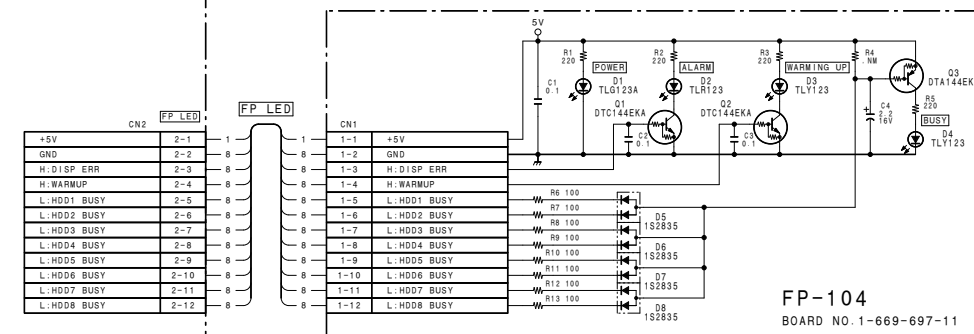 5V
R1
220
POWER
D1
TLG123A
C1
0.1
R2
220
ALARM
D2
TLR123
Q1
DTC144EKA
C2
0.1
R3
220
WARMING UP
D3
TLY123
Q2
DTC144EKA
C3
0.1
R4
.NM
C4
2.2
16V
Q3
DTA144EK
R5
220
BUSY
D4
TLY123
CN2
FP LED
+5V 2-1
GND 2-2
H:DISP ERR 2-3
H:WARMUP 2-4
L:HDD1 BUSY 2-5
L:HDD2 BUSY 2-6
L:HDD3 BUSY 2-7
L:HDD4 BUSY 2-8
L:HDD5 BUSY 2-9
L:HDD6 BUSY 2-10
L:HDD7 BUSY 2-11
L:HDD8 BUSY 2-12
FP LED
1 1
8 8
8 8
8 8
8 8
8 8
8 8
8 8
8 8
8 8
8 8
8 8
CN1
1-1 +5V
1-2 GND
1-3 H:DISP ERR
1-4 H:WARMUP
1-5 L:HDD1 BUSY
1-6 L:HDD2 BUSY
1-7 L:HDD3 BUSY
1-8 L:HDD4 BUSY
1-9 L:HDD5 BUSY
1-10 L:HDD6 BUSY
1-11 L:HDD7 BUSY
1-12 L:HDD8 BUSY
R6 100
R7 100
R8 100
R9 100
R10 100
R11 100
R12 100
R13 100
D5
1S2835
D6
1S2835
D7
1S2835
D8
1S2835
FP-104
BOARD NO.1-669-697-11